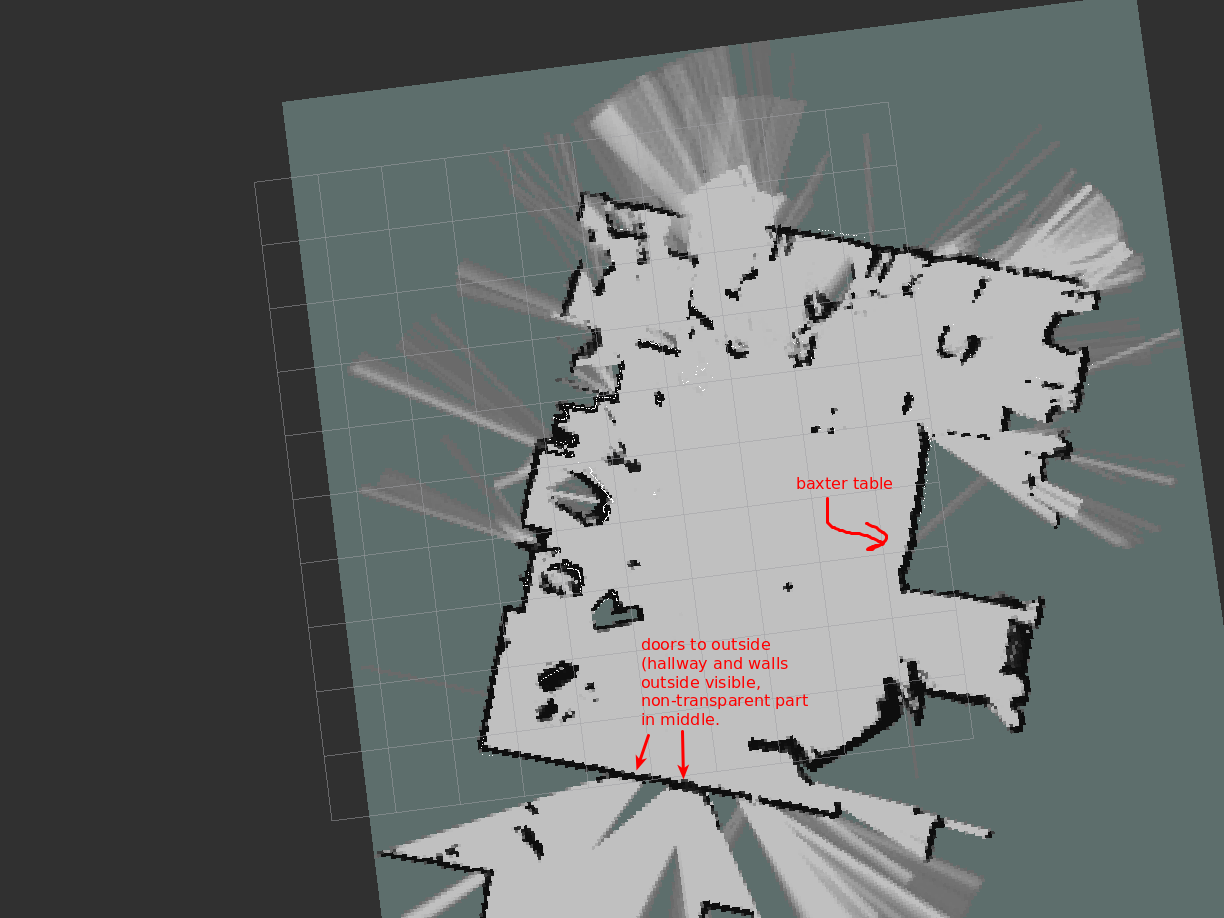 baxter table
doors to outside
(hallway and walls
outside visible,
non-transparent part
in middle.